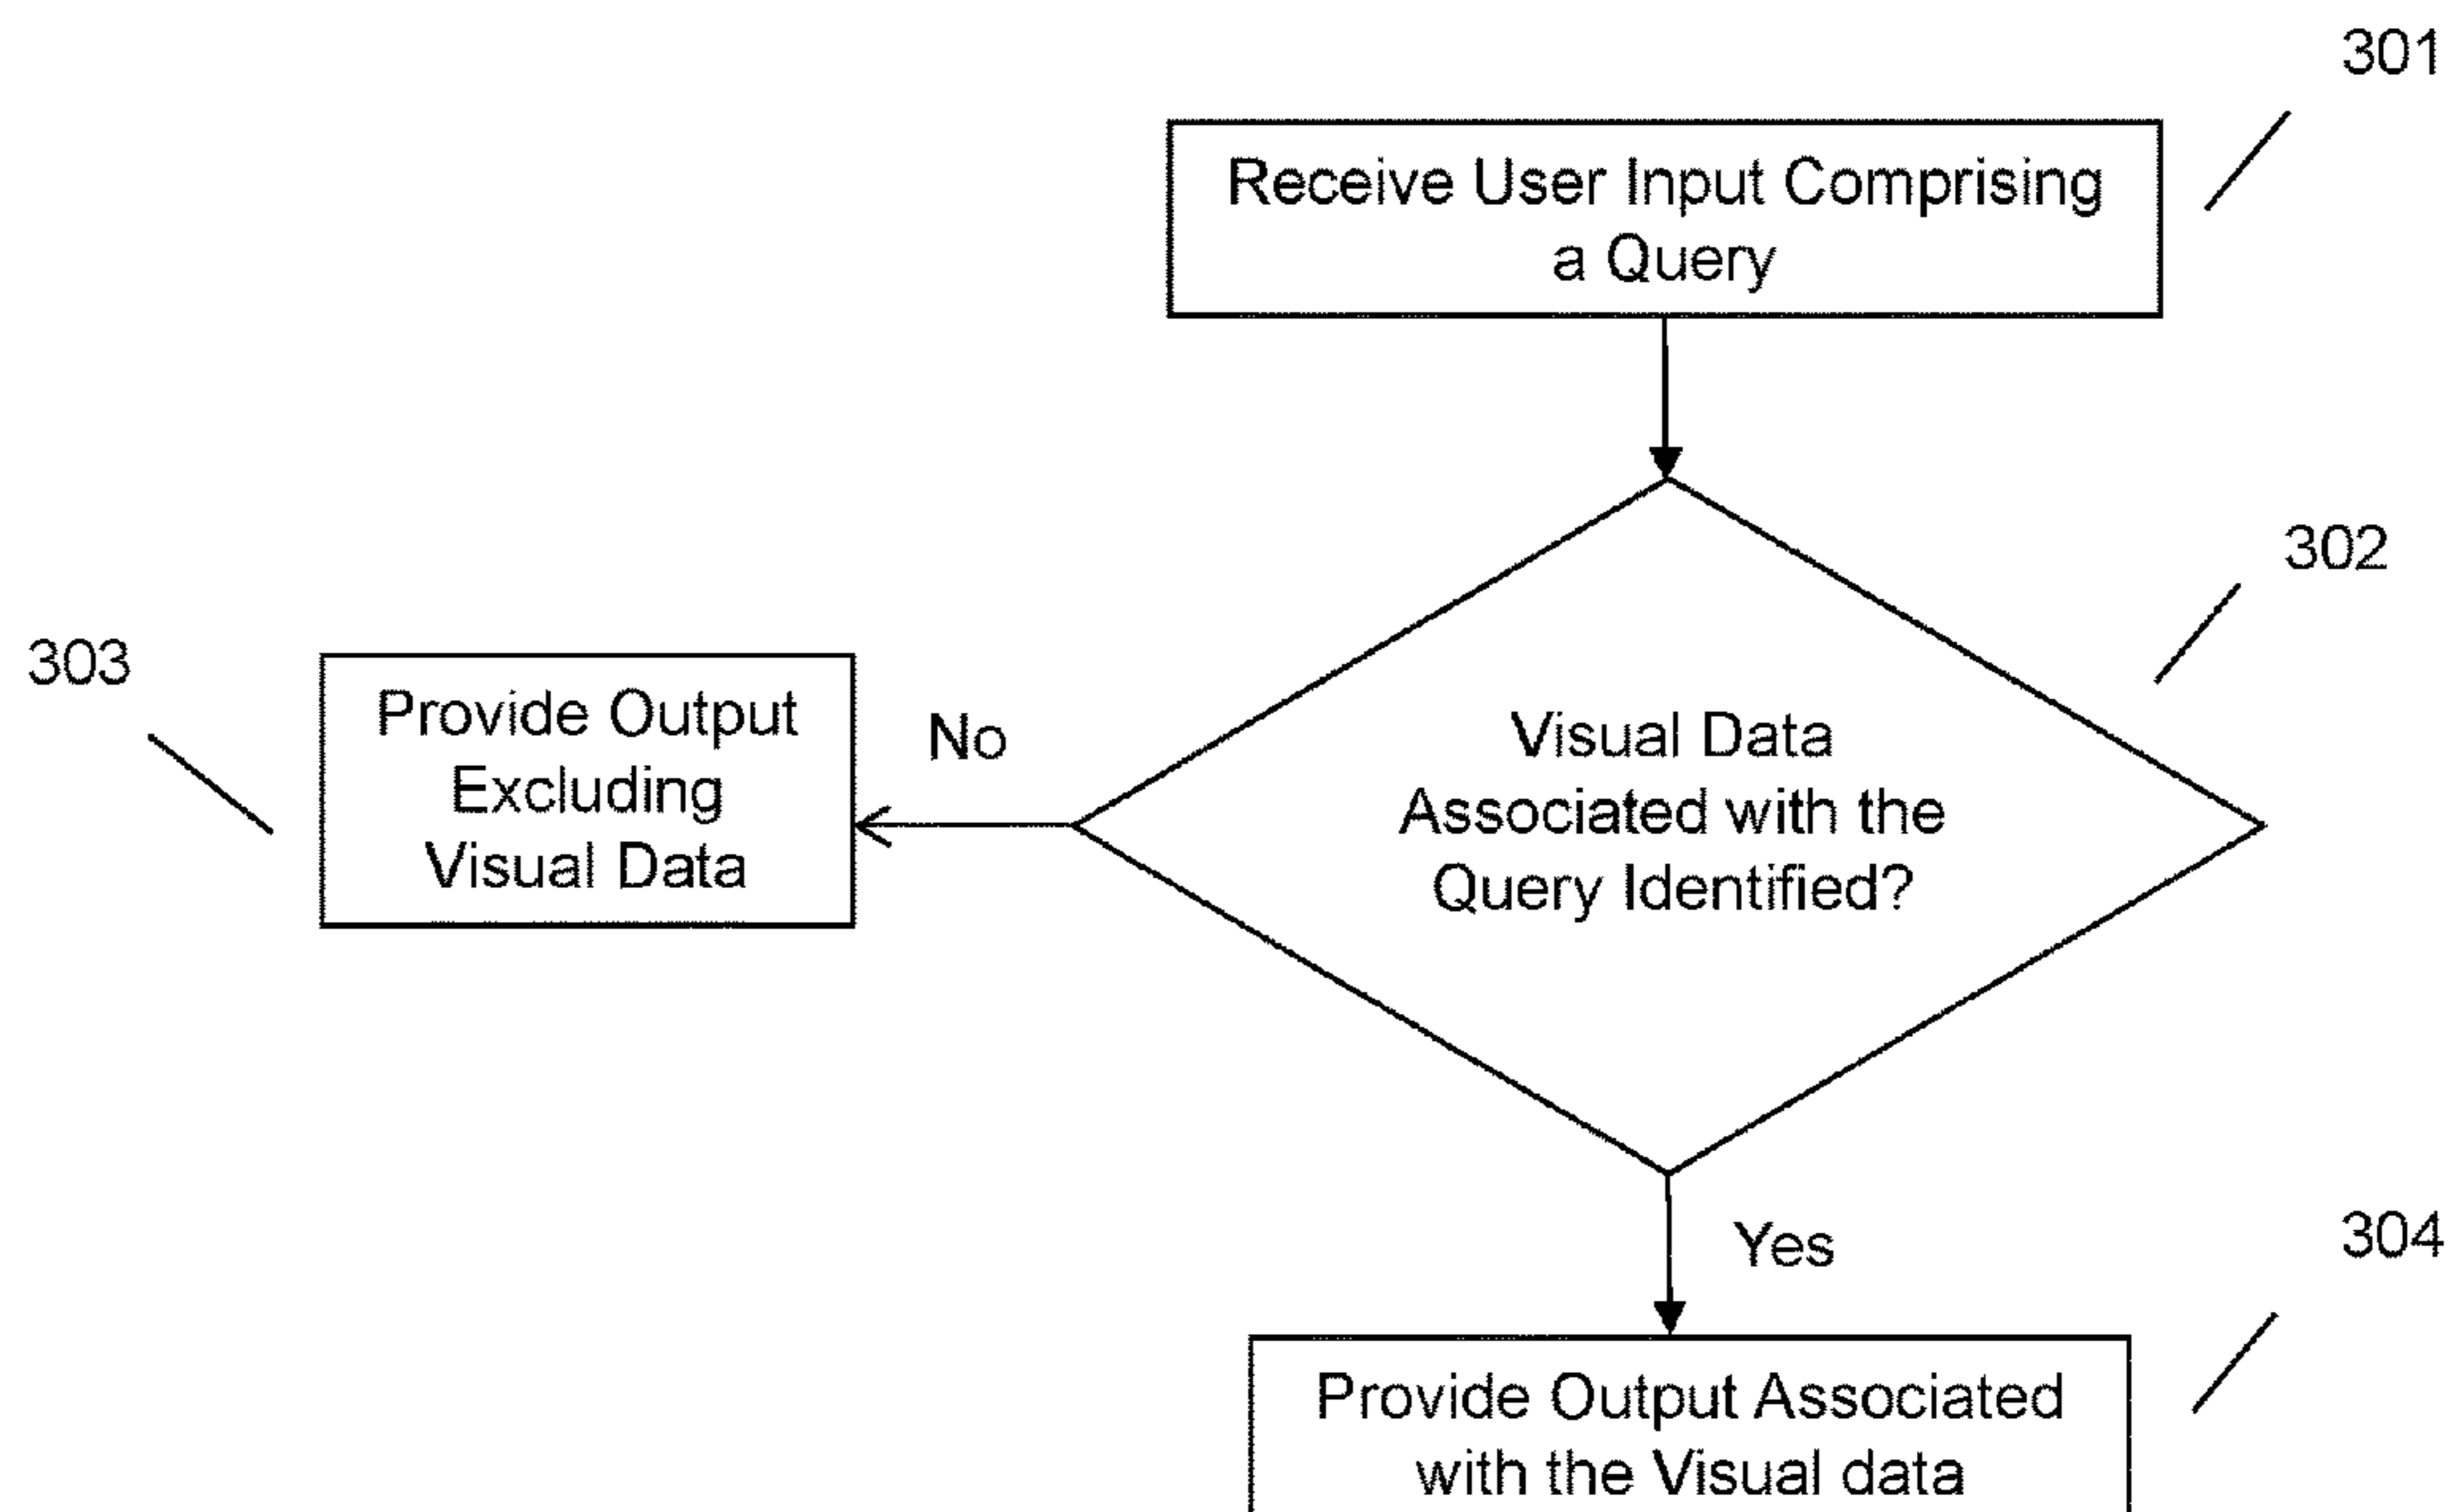 301
Receive User Input Comprising
a Query
302
Visual Data
Associated with the
Query Identified?
303
Provide Output
Excluding
Visual Data
No
Yes
304
Provide Output Associated
with the Visual data